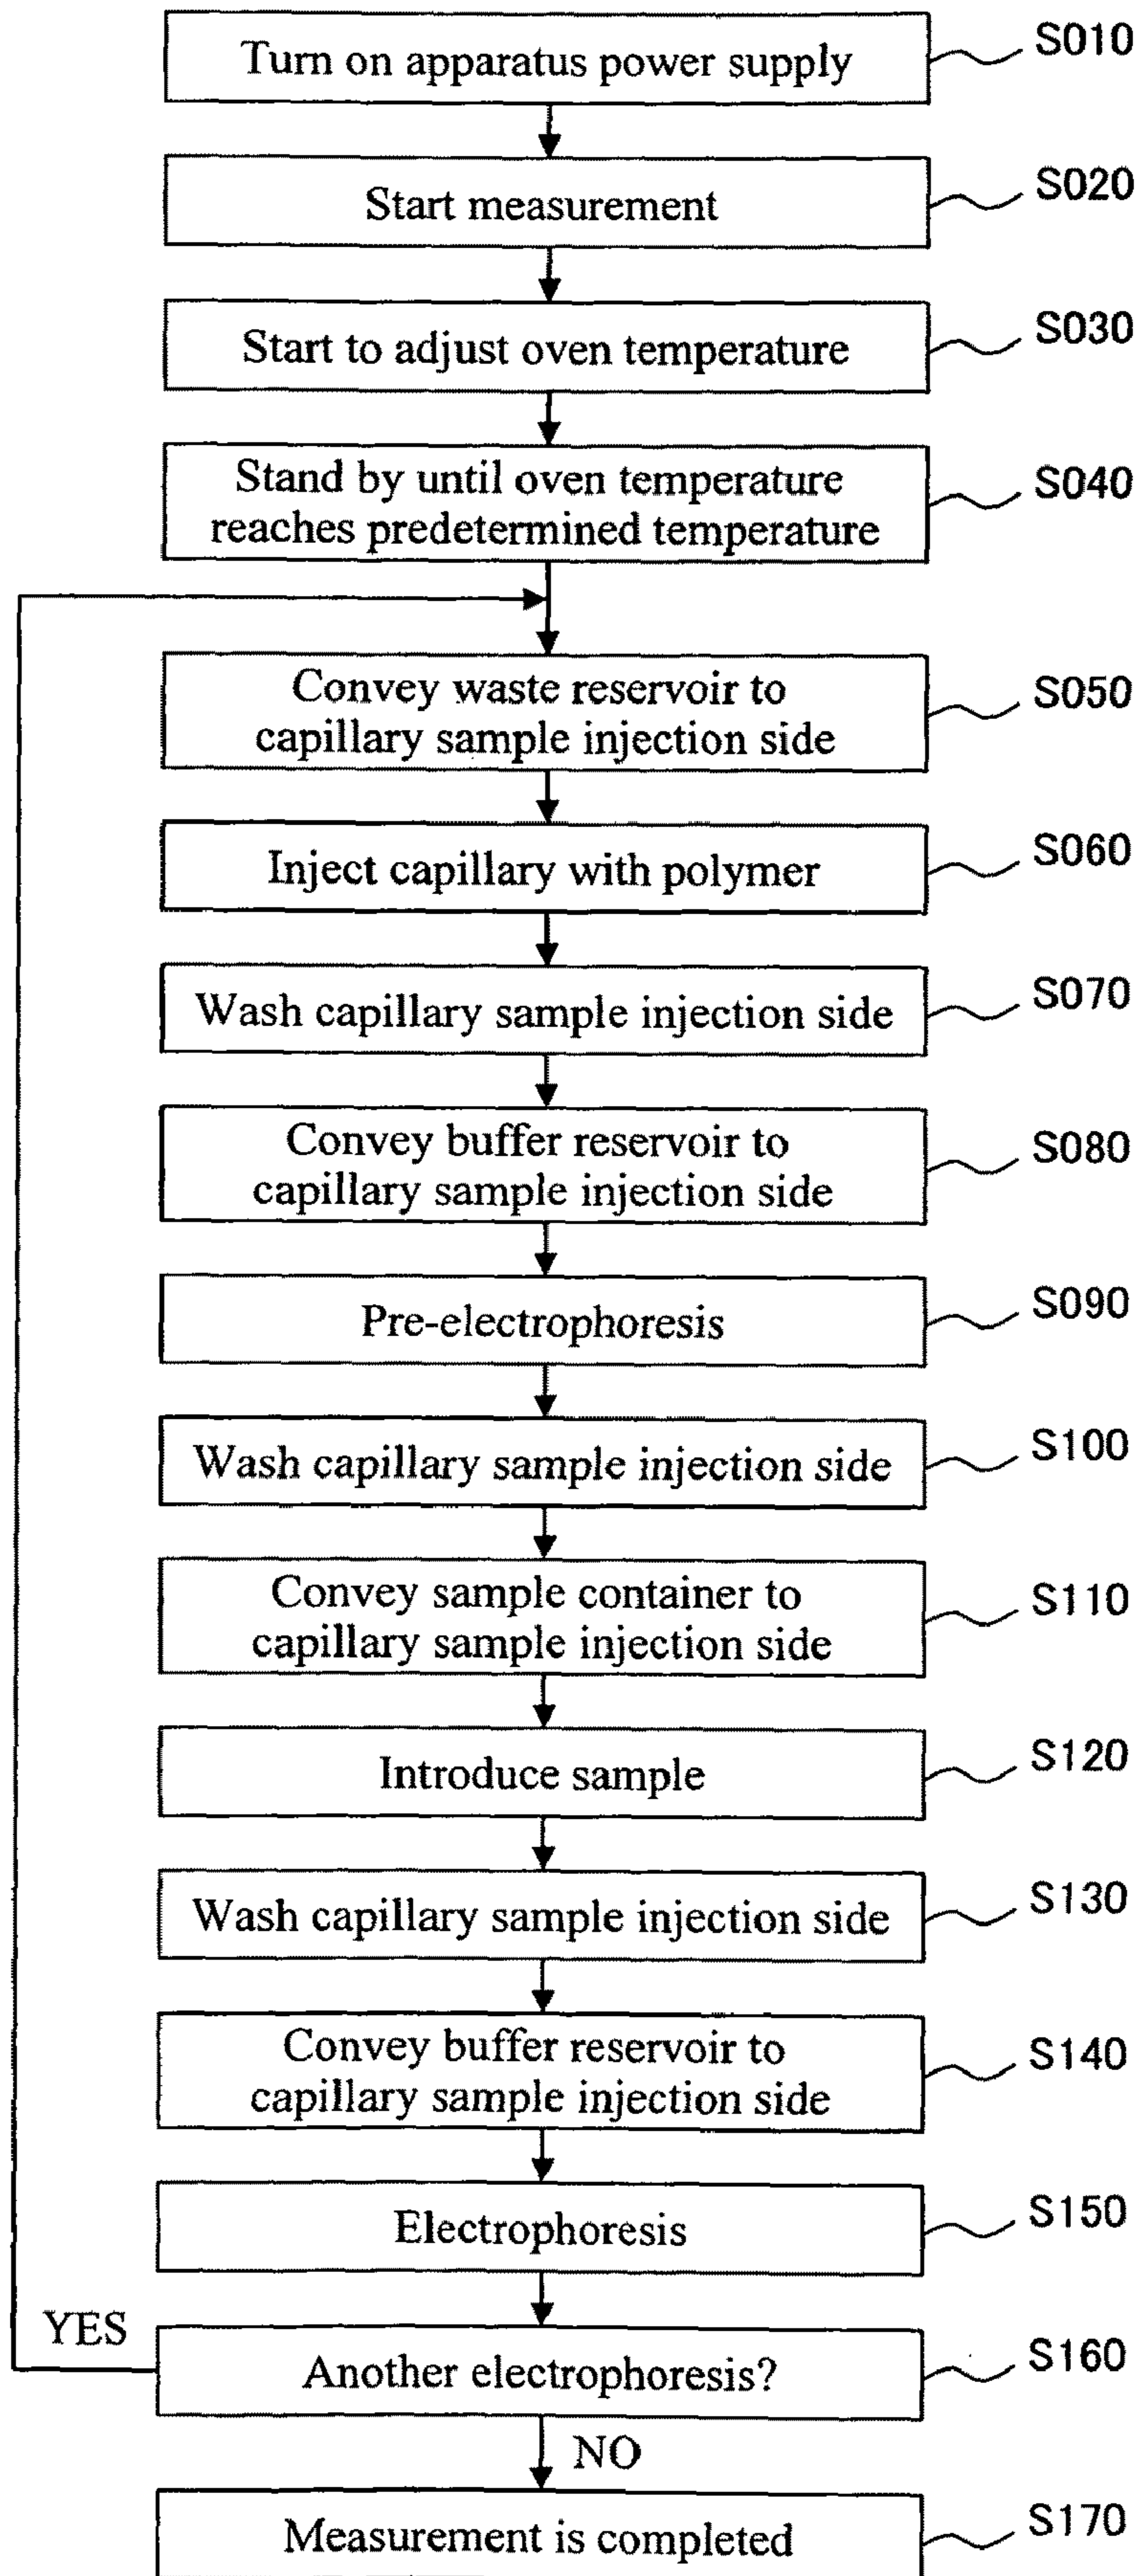 Turn on apparatus power supply
S010
Start measurement
S020
Start to adjust oven temperature
S030
Stand by until oven temperature
reaches predetermined temperature
S040
Convey waste reservoir to
capillary sample injection side
S050
Inject capillary with polymer
S060
Wash capillary sample injection side
S070
Convey buffer reservoir to
capillary sample injection side
S080
Pre-electrophoresis
S090
Wash capillary sample injection side
S100
Convey sample container to
capillary sample injection side
S110
Introduce sample
S120
Wash capillary sample injection side
S130
Convey buffer reservoir to
capillary sample injection side
S140
Electrophoresis
S150
YES
Another electrophoresis?
S160
NO
Measurement is completed
S170